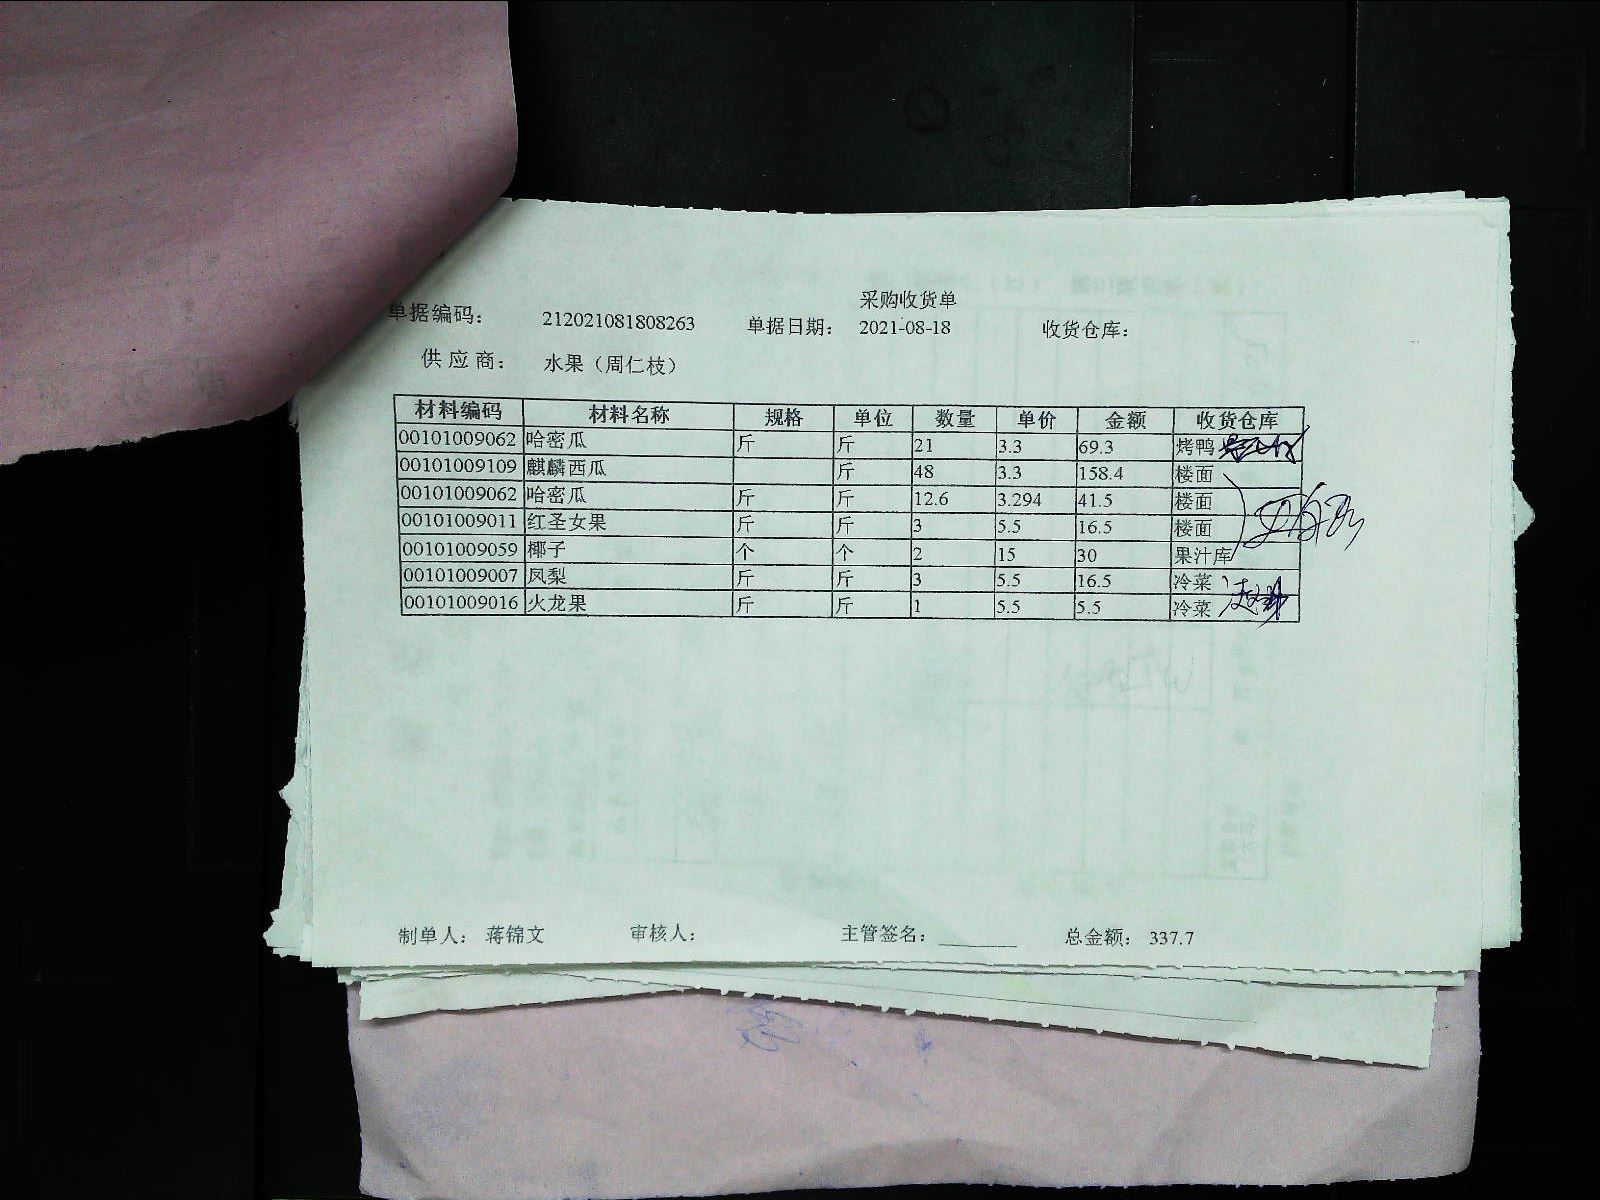 采购收货单
单据编码： 212021081808263 单据日期： 2021-08-18 收货仓库：
供应商： 水果（周仁枝）
材料编码 材料名称 规格 单位 数量 单价 金额 收货仓库
00101009062 哈密瓜 斤 斤 21 3.3 69.3 烤鸭
00101009109 麒麟西瓜 斤 48 3.3 158.4 楼面
00101009062 哈密瓜 斤 斤 12.6 3.294 41.5 楼面
00101009011 红圣女果 斤 斤 3 5.5 16.5 楼面
00101009059 椰子 个 个 2 15 30 果汁库
00101009007 凤梨 斤 斤 3 5.5 16.5 冷菜
00101009016 火龙果 斤 斤 1 5.5 5.5 冷菜
制单人： 蒋锦文 审核人： 主管签名： 总金额： 337.7